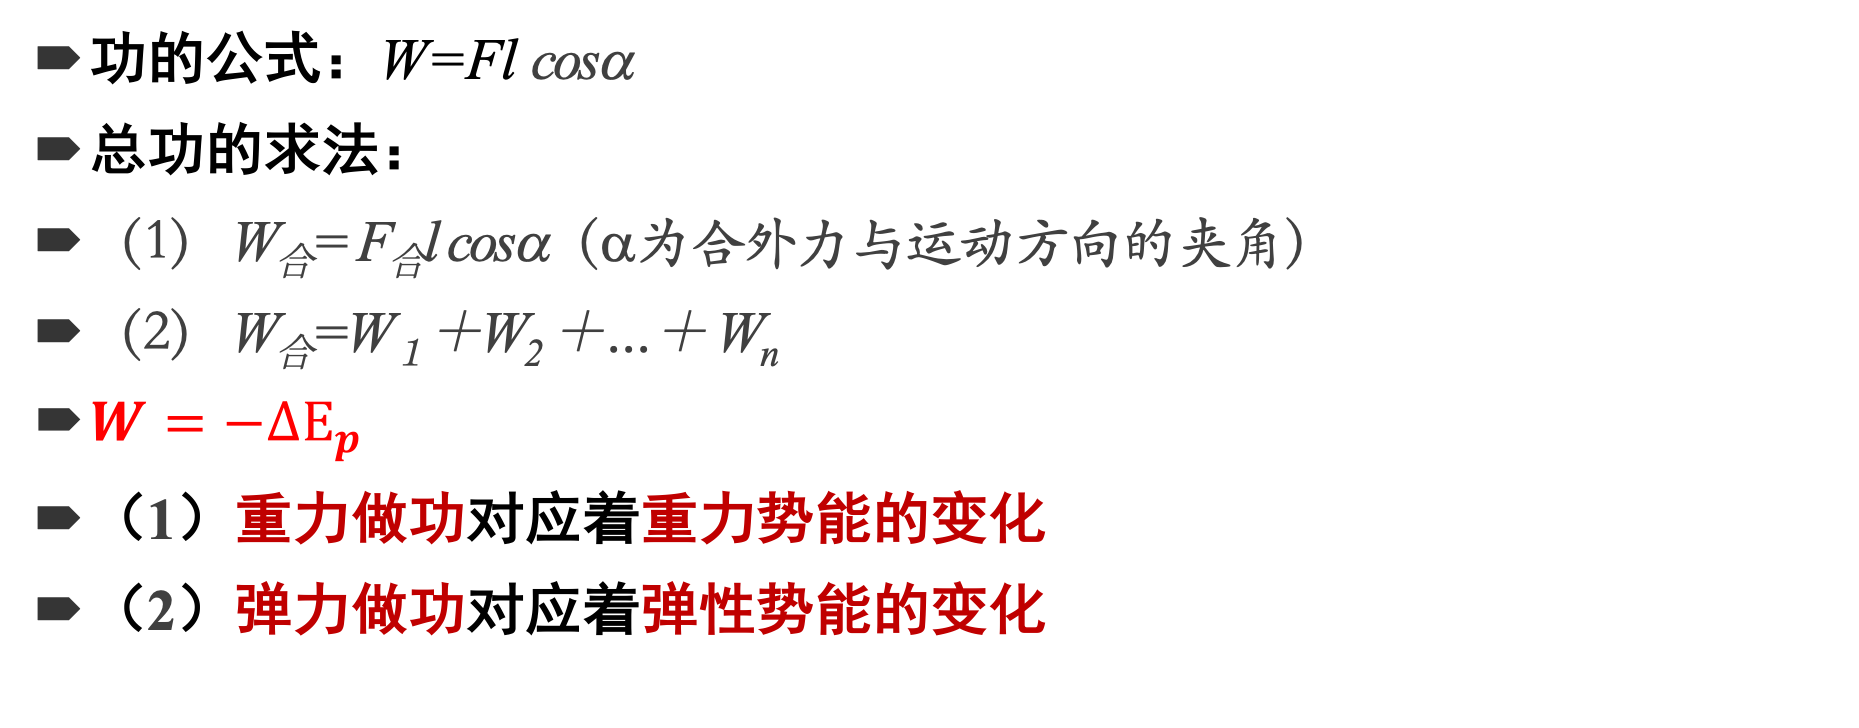 功的公式：W=Fl cosα
总功的求法：
（1） W合=F合l cosα（α为合外力与运动方向的夹角）
（2） W合=W1＋W2＋…＋Wn
W = −ΔEp
（1）重力做功对应着重力势能的变化
（2）弹力做功对应着弹性势能的变化